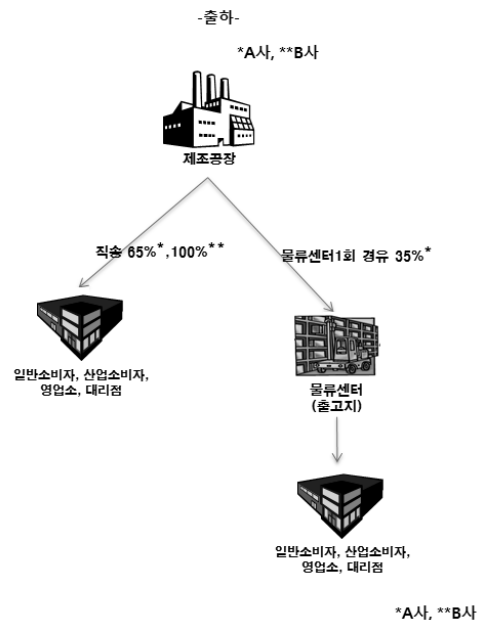 -출하-
*A사, **B사
제조공장
직송 65%*,100%**
물류센터1회 경유 35%*
일반소비자, 산업소비자,
영업소, 대리점
물류센터
(출고지)
일반소비자, 산업소비자,
영업소, 대리점
*A사, **B사